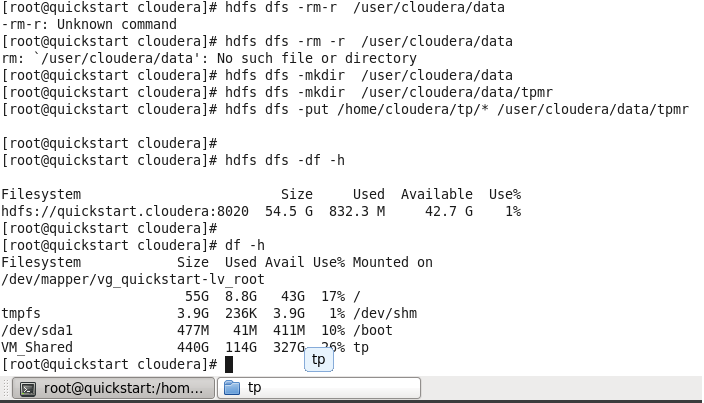 [root@quickstart cloudera]# hdfs dfs -rm-r  /user/cloudera/data
-rm-r: Unknown command
[root@quickstart cloudera]# hdfs dfs -rm -r  /user/cloudera/data
rm: `/user/cloudera/data': No such file or directory
[root@quickstart cloudera]# hdfs dfs -mkdir  /user/cloudera/data
[root@quickstart cloudera]# hdfs dfs -mkdir  /user/cloudera/data/tpmr
[root@quickstart cloudera]# hdfs dfs -put /home/cloudera/tp/* /user/cloudera/data/tpmr
[root@quickstart cloudera]#
[root@quickstart cloudera]# hdfs dfs -df -h
Filesystem                         Size     Used  Available  Use%
hdfs://quickstart.cloudera:8020  54.5 G  832.3 M     42.7 G    1%
[root@quickstart cloudera]#
[root@quickstart cloudera]# df -h
Filesystem            Size  Used Avail Use% Mounted on
/dev/mapper/vg_quickstart-lv_root
                       55G  8.8G   43G  17% /
tmpfs                 3.9G  236K  3.9G   1% /dev/shm
/dev/sda1             477M   41M  411M  10% /boot
VM_Shared             440G  114G  327G  26% tp
[root@quickstart cloudera]#
tp
root@quickstart:/hom...
tp